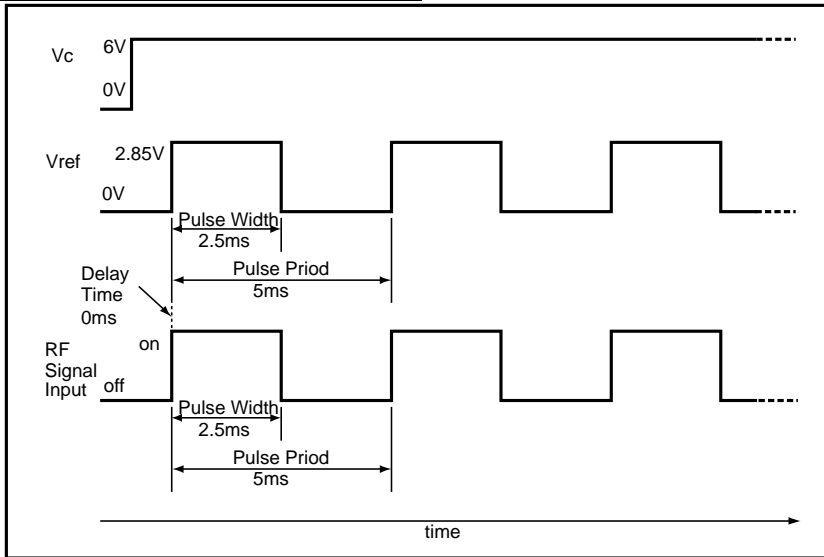 Vc
6V
0V
Vref
2.85V
0V
Pulse Width
2.5ms
Pulse Priod
5ms
Delay
Time
0ms
RF
Signal
Input
on
off
Pulse Width
2.5ms
Pulse Priod
5ms
time